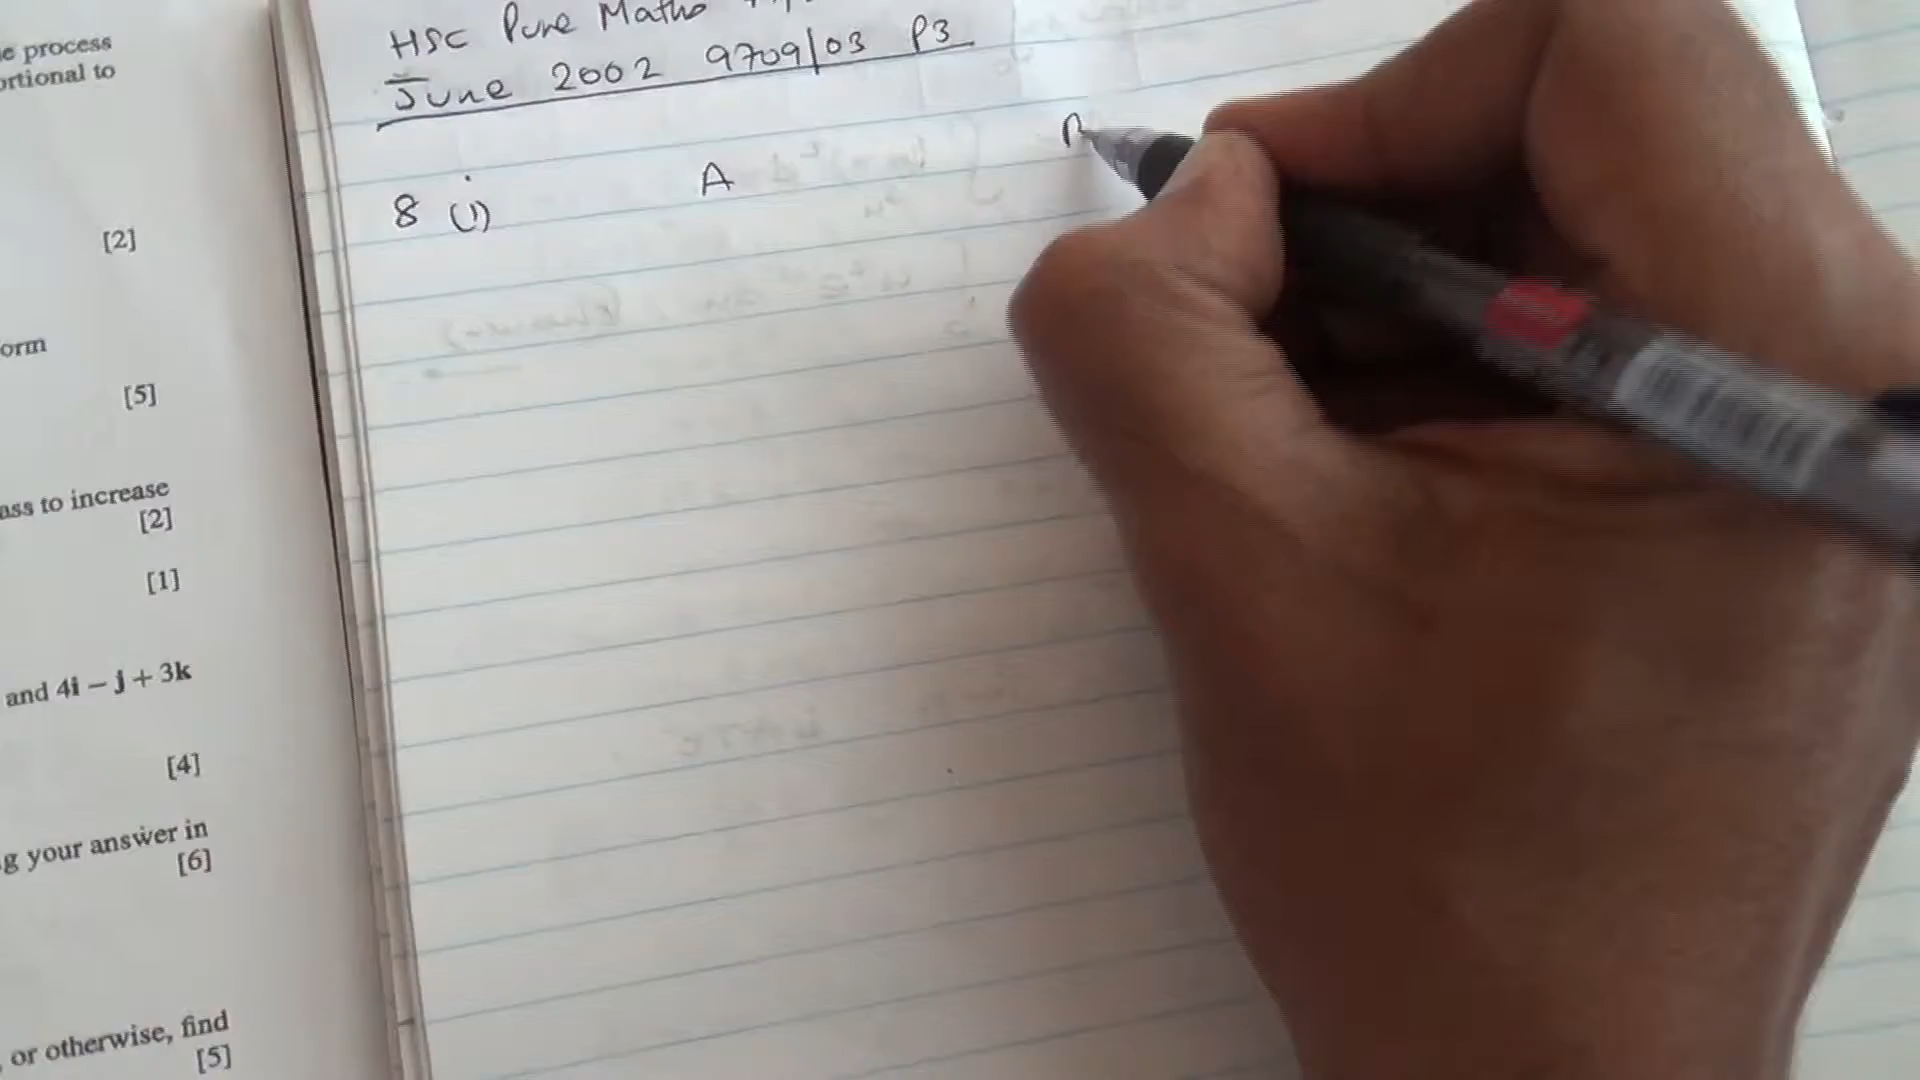 e process
ortional to
[2]
orm
[5]
ass to increase
[2]
[1]
and 4i – j + 3k
[4]
g your answer in
[6]
, or otherwise, find
[5]
HSC Pure Maths
June 2002 9709/03 P3
8 (i) A